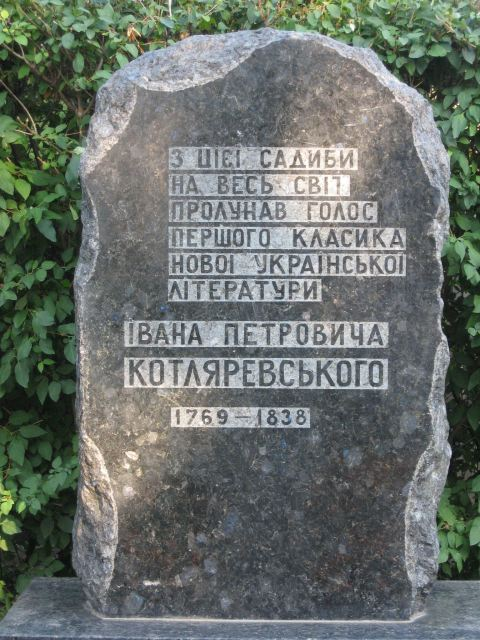 З ЦІЄЇ САДИБИ
НА ВЕСЬ СВІТ
ПРОЛУНАВ ГОЛОС
ПЕРШОГО КЛАСИКА
НОВОЇ УКРАЇНСЬКОЇ
ЛІТЕРАТУРИ
ІВАНА ПЕТРОВИЧА
КОТЛЯРЕВСЬКОГО
1769–1838